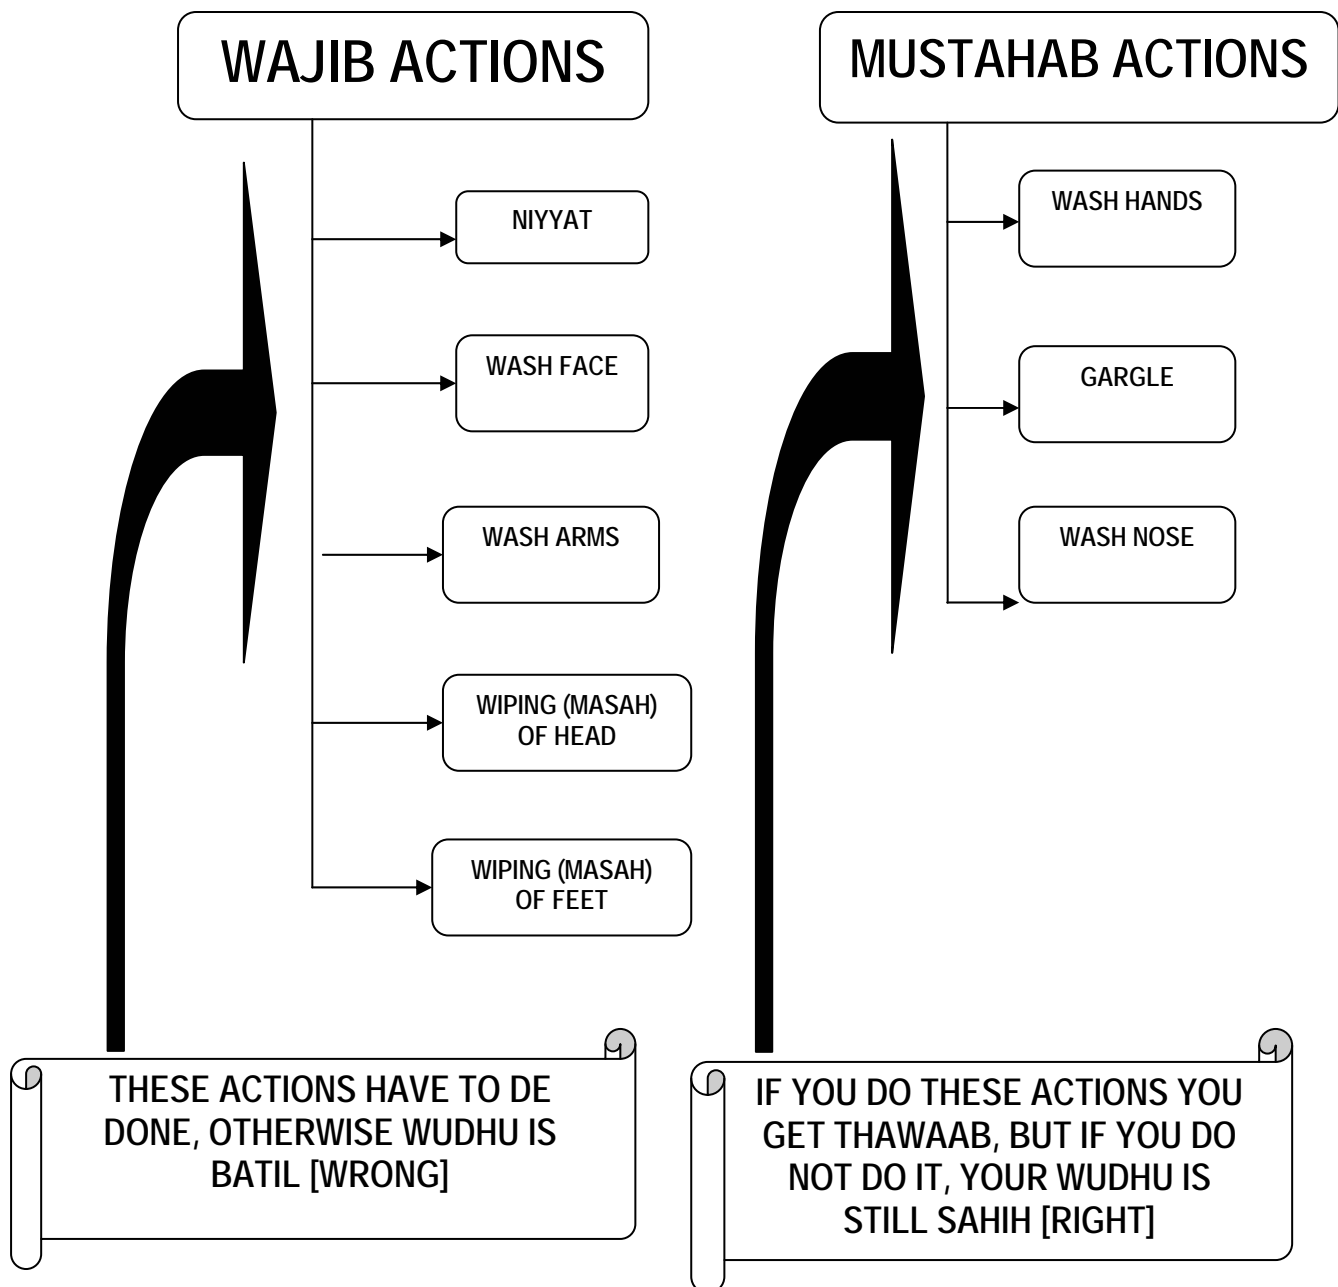 WAJIB ACTIONS
NIYYAT
WASH FACE
WASH ARMS
WIPING (MASAH)
OF HEAD
WIPING (MASAH)
OF FEET
THESE ACTIONS HAVE TO DE
DONE, OTHERWISE WUDHU IS
BATIL [WRONG]
MUSTAHAB ACTIONS
WASH HANDS
GARGLE
WASH NOSE
IF YOU DO THESE ACTIONS YOU
GET THAWAAB, BUT IF YOU DO
NOT DO IT, YOUR WUDHU IS
STILL SAHIH [RIGHT]